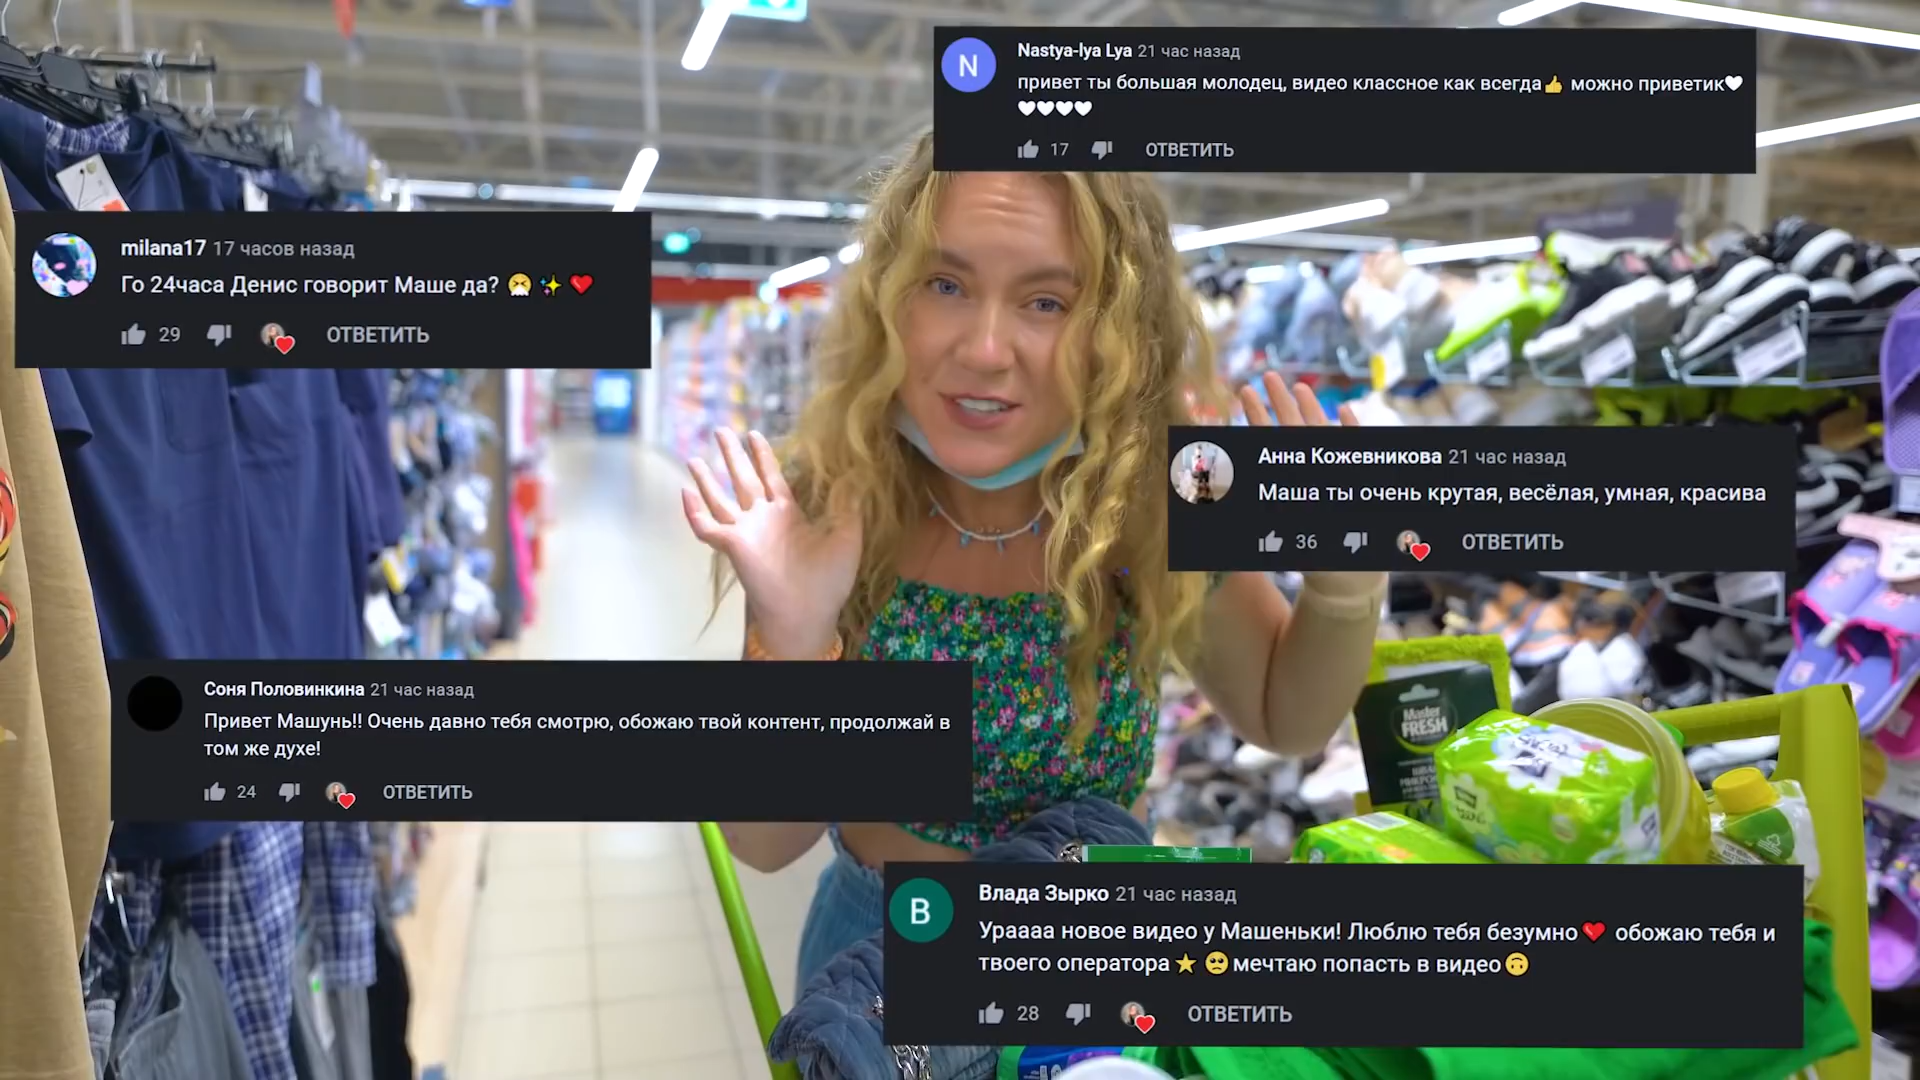 Nastya-lya Lya 21 час назад
привет ты большая молодец, видео классное как всегда👍 можно приветик🤍
🤍🤍🤍🤍
17 ОТВЕТИТЬ
milana17 17 часов назад
Го 24часа Денис говорит Маше да? 😤 ✨ ❤️
29 ОТВЕТИТЬ
Анна Кожевникова 21 час назад
Маша ты очень крутая, весёлая, умная, красива
36 ОТВЕТИТЬ
Соня Половинкина 21 час назад
Привет Машунь!! Очень давно тебя смотрю, обожаю твой контент, продолжай в
том же духе!
24 ОТВЕТИТЬ
Влада Зырко 21 час назад
Ураааа новое видео у Машеньки! Люблю тебя безумно❤️ обожаю тебя и
твоего оператора⭐ 🥺мечтаю попасть в видео🙃
28 ОТВЕТИТЬ
N
B
Master
FRESH